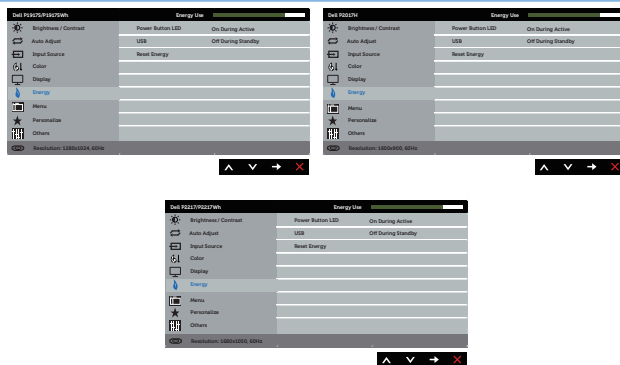 Dell P1917S/P1917SWh Energy Use
Brightness / Contrast Power Button LED On During Active
Auto Adjust USB Off During Standby
Input Source Reset Energy
Color
Display
Energy
Menu
Personalize
Others
Resolution: 1280x1024, 60Hz
Dell P2017H Energy Use
Brightness / Contrast Power Button LED On During Active
Auto Adjust USB Off During Standby
Input Source Reset Energy
Color
Display
Energy
Menu
Personalize
Others
Resolution: 1600x900, 60Hz
Dell P2217/P2217Wh Energy Use
Brightness / Contrast Power Button LED On During Active
Auto Adjust USB Off During Standby
Input Source Reset Energy
Color
Display
Energy
Menu
Personalize
Others
Resolution: 1680x1050, 60Hz